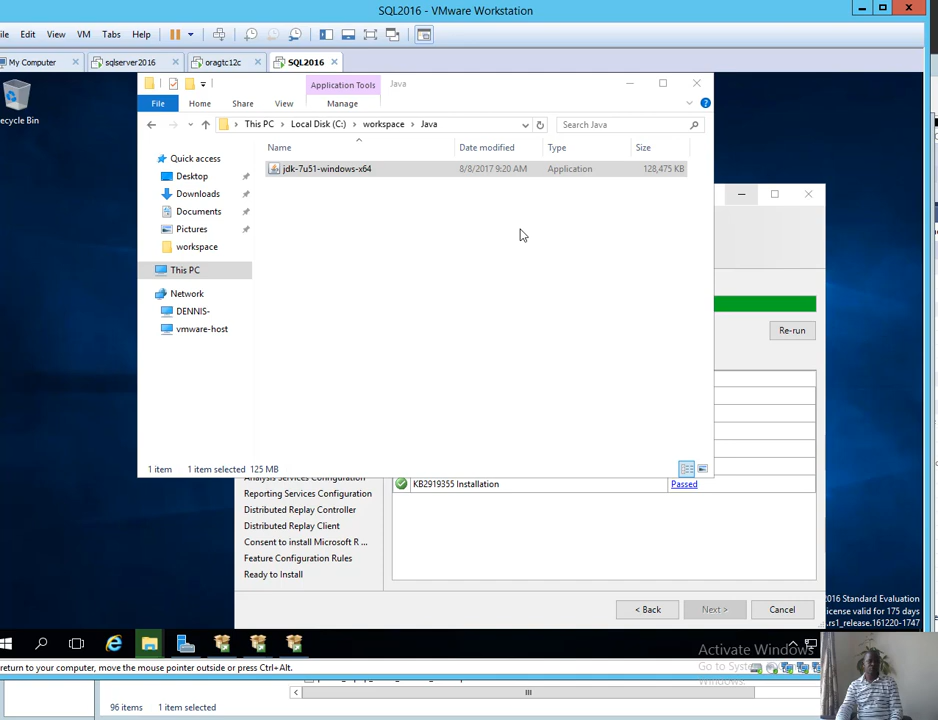 SQL2016 - VMware Workstation
ile Edit View VM Tabs Help
My Computer sqlserver2016 oragtc12c SQL2016
ecycle Bin
Application Tools Java
File Home Share View Manage
This PC Local Disk (C:) workspace Java Search Java
Name Date modified Type Size
jdk-7u51-windows-x64 8/8/2017 9:20 AM Application 128,475 KB
Quick access
Desktop
Downloads
Documents
Pictures
workspace
This PC
Network
DENNIS-
vmware-host
Re-run
1 item 1 item selected 125 MB
Analysis Services Configuration
KB2919355 Installation Passed
Reporting Services Configuration
Distributed Replay Controller
Distributed Replay Client
Consent to install Microsoft R ...
Feature Configuration Rules
Ready to Install
< Back Next > Cancel
2016 Standard Evaluation
license valid for 175 days
.rs1_release.161220-1747
Activate Windows
Go to System
Windows.
return to your computer, move the mouse pointer outside or press Ctrl+Alt.
96 items 1 item selected